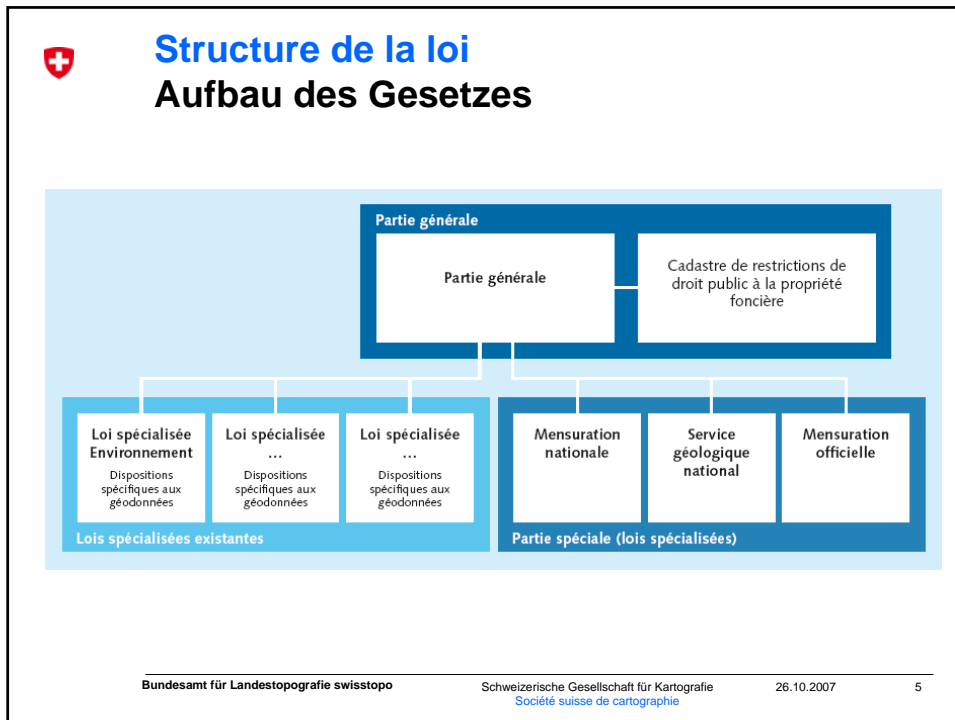 Structure de la loi
Aufbau des Gesetzes
Partie générale
Partie générale
Cadastre de restrictions de
droit public à la propriété
foncière
Loi spécialisée
Environnement
Dispositions
spécifiques aux
géodonnées
Loi spécialisée
…
Dispositions
spécifiques aux
géodonnées
Loi spécialisée
…
Dispositions
spécifiques aux
géodonnées
Lois spécialisées existantes
Mensuration
nationale
Service
géologique
national
Mensuration
officielle
Partie spéciale (lois spécialisées)
Bundesamt für Landestopografie swisstopo
Schweizerische Gesellschaft für Kartografie
Société suisse de cartographie
26.10.2007
5